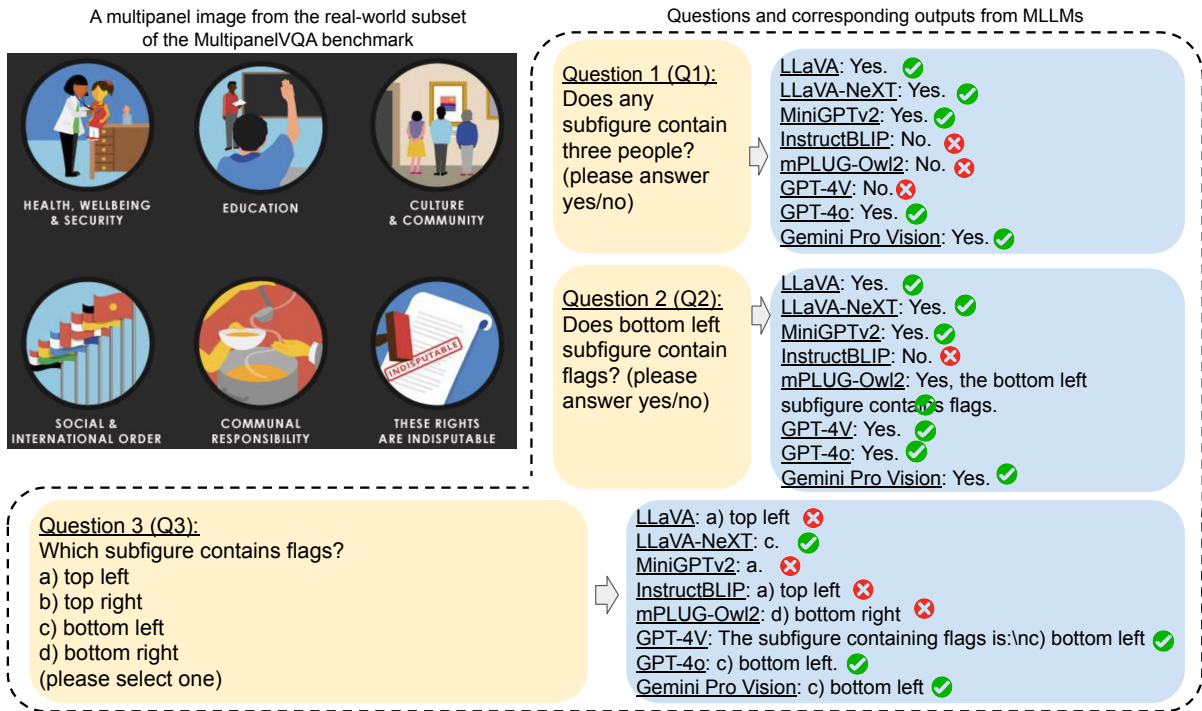 A multipanel image from the real-world subset
of the MultipanelVQA benchmark
HEALTH, WELLBEING
& SECURITY
EDUCATION
CULTURE
& COMMUNITY
INDISPUTABLE
SOCIAL &
INTERNATIONAL ORDER
COMMUNAL
RESPONSIBILITY
THESE RIGHTS
ARE INDISPUTABLE
Questions and corresponding outputs from MLLMs
Question 1 (Q1):
Does any
subfigure contain
three people?
(please answer
yes/no)
LLaVA: Yes.
LLaVA-NeXT: Yes.
MiniGPTv2: Yes.
InstructBLIP: No.
mPLUG-Owl2: No.
GPT-4V: No.
GPT-4o: Yes.
Gemini Pro Vision: Yes.
Question 2 (Q2):
Does bottom left
subfigure contain
flags? (please
answer yes/no)
LLaVA: Yes.
LLaVA-NeXT: Yes.
MiniGPTv2: Yes.
InstructBLIP: No.
mPLUG-Owl2: Yes, the bottom left
subfigure contains flags.
GPT-4V: Yes.
GPT-4o: Yes.
Gemini Pro Vision: Yes.
Question 3 (Q3):
Which subfigure contains flags?
a) top left
b) top right
c) bottom left
d) bottom right
(please select one)
LLaVA: a) top left
LLaVA-NeXT: c.
MiniGPTv2: a.
InstructBLIP: a) top left
mPLUG-Owl2: d) bottom right
GPT-4V: The subfigure containing flags is:\nc) bottom left
GPT-4o: c) bottom left.
Gemini Pro Vision: c) bottom left